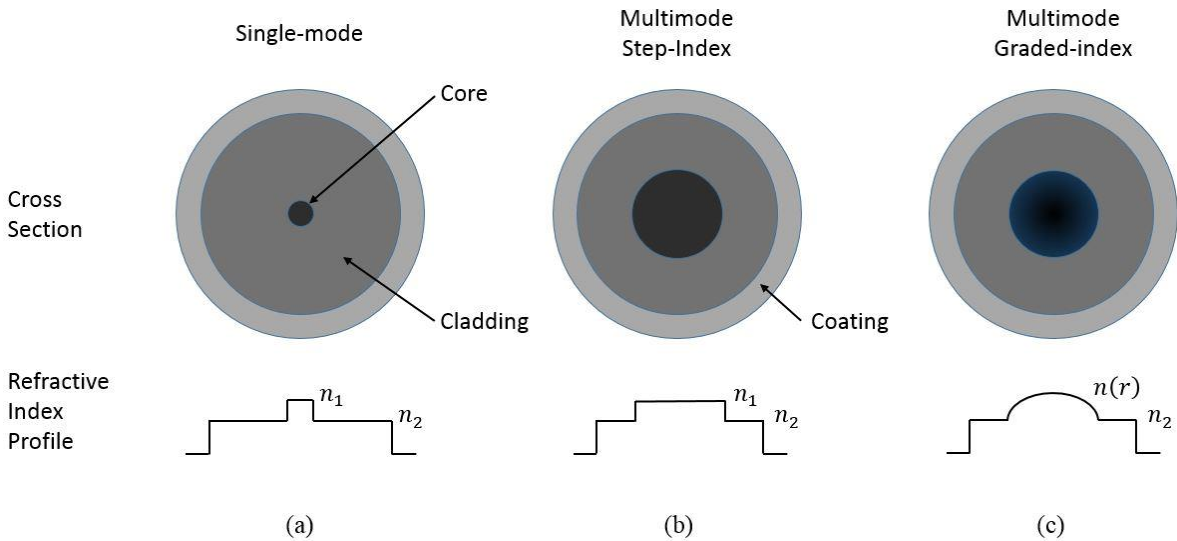 Single-mode
Multimode
Step-Index
Multimode
Graded-index
Core
Cross
Section
Cladding
Coating
Refractive
Index
Profile
n₁
n₂
n₁
n₂
n(r)
n₂
(a)
(b)
(c)